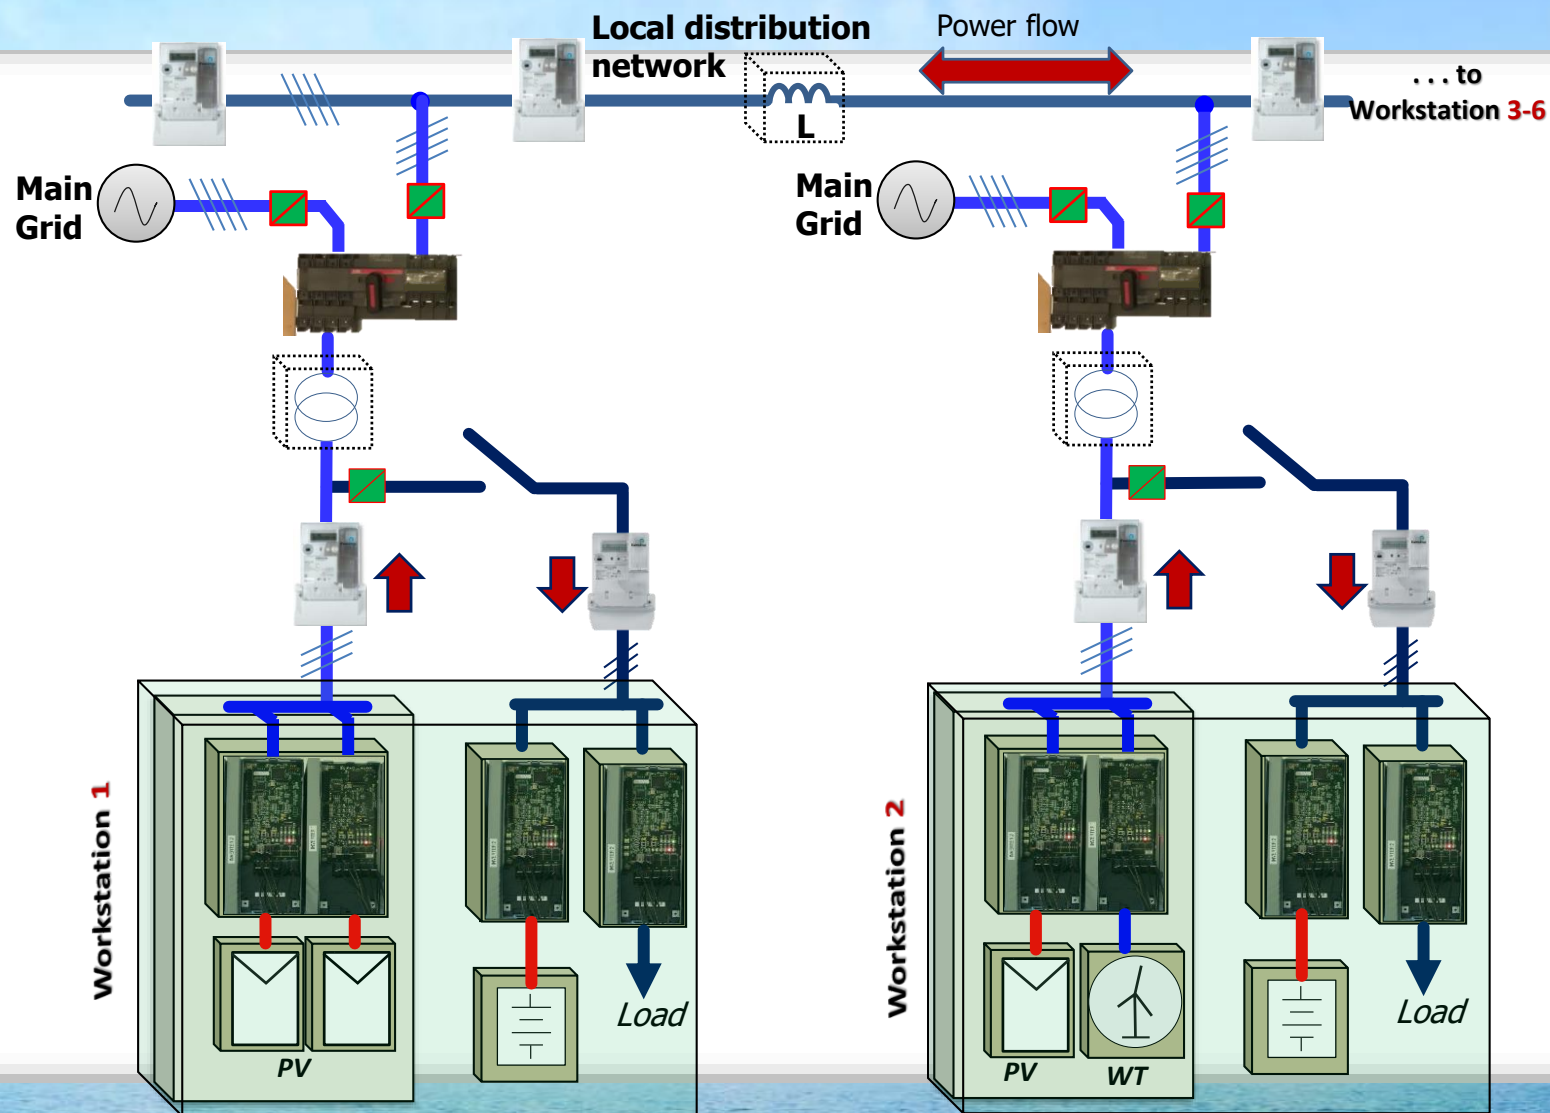 Local distribution
network
Power flow
. . . to
Workstation 3-6
L
Main
Grid
Main
Grid
Workstation 1
Workstation 2
Load
PV
Load
PV
WT